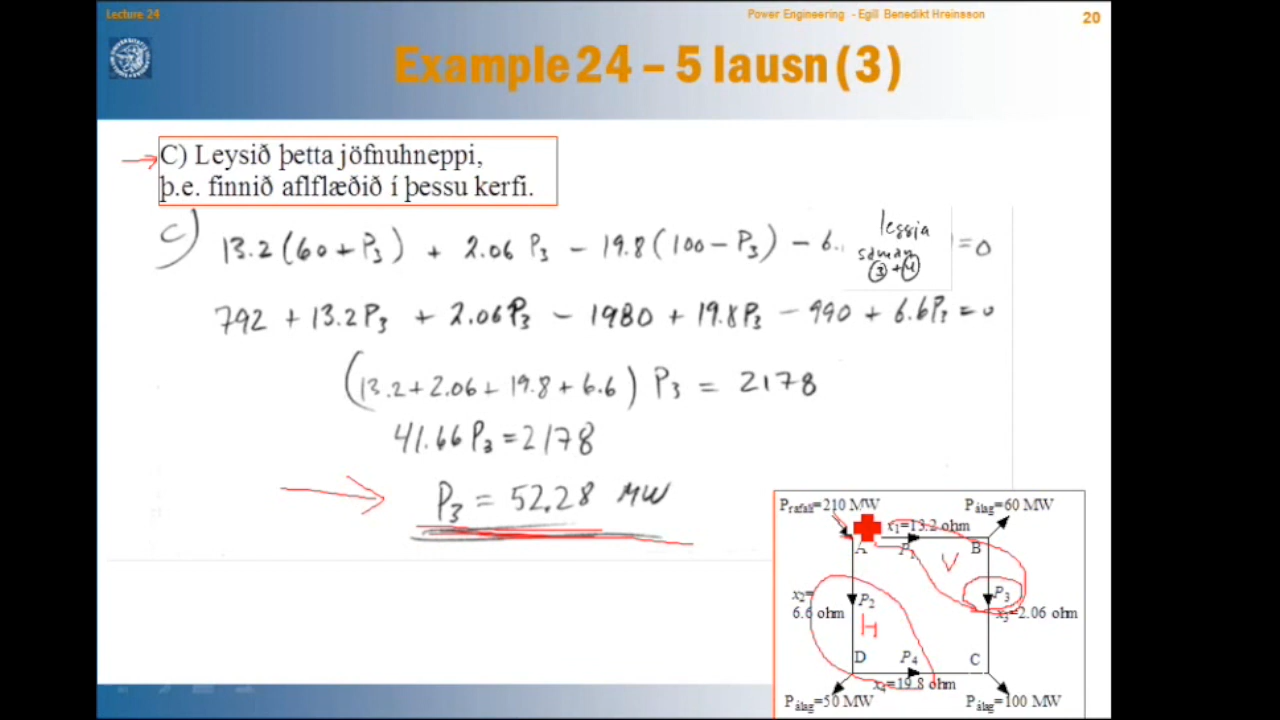 Lecture 24
Power Engineering - Egill Benedikt Hreinsson
20
Example 24 – 5 lausn (3)
C) Leysið þetta jöfnuhneppi,
þ.e. finnið aflflæðið í þessu kerfi.
c) 13.2(60+P3) + 2.06 P3 - 19.8(100-P3) - 6. =0
leggja
saman
③+④
792 + 13.2P3 + 2.06P3 - 1980 + 19.8P3 - 990 + 6.6P3 = 0
(13.2+2.06+19.8+6.6) P3 = 2178
41.66 P3 = 2178
P3 = 52.28 MW
Prafall=210 MW
Pálag=60 MW
x1=13.2 ohm
A
P1
B
V
x2=
6.6 ohm
P2
P3
x3=2.06 ohm
H
D
P4
C
x4=19.8 ohm
Pálag=50 MW
Pálag=100 MW